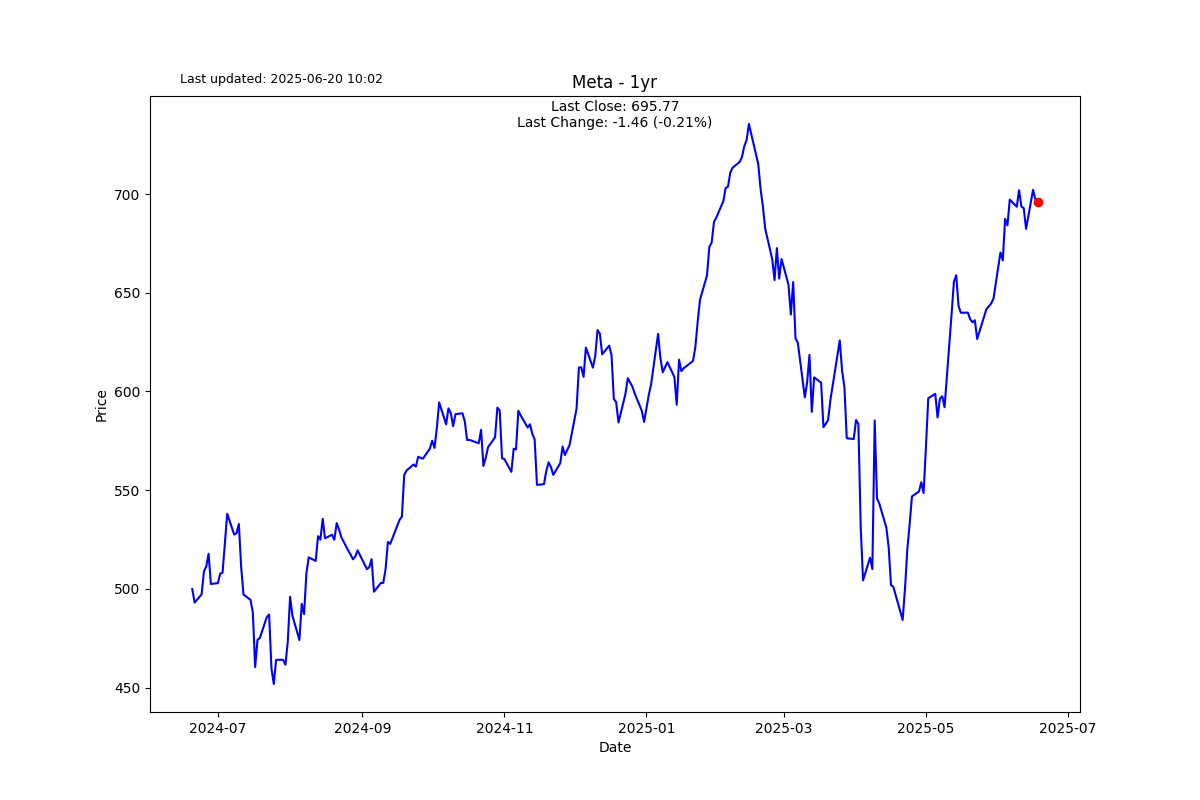 Last updated: 2025-06-20 10:02
Meta - 1yr
Last Close: 695.77
Last Change: -1.46 (-0.21%)
Price
700
650
600
550
500
450
2024-07
2024-09
2024-11
2025-01
2025-03
2025-05
2025-07
Date